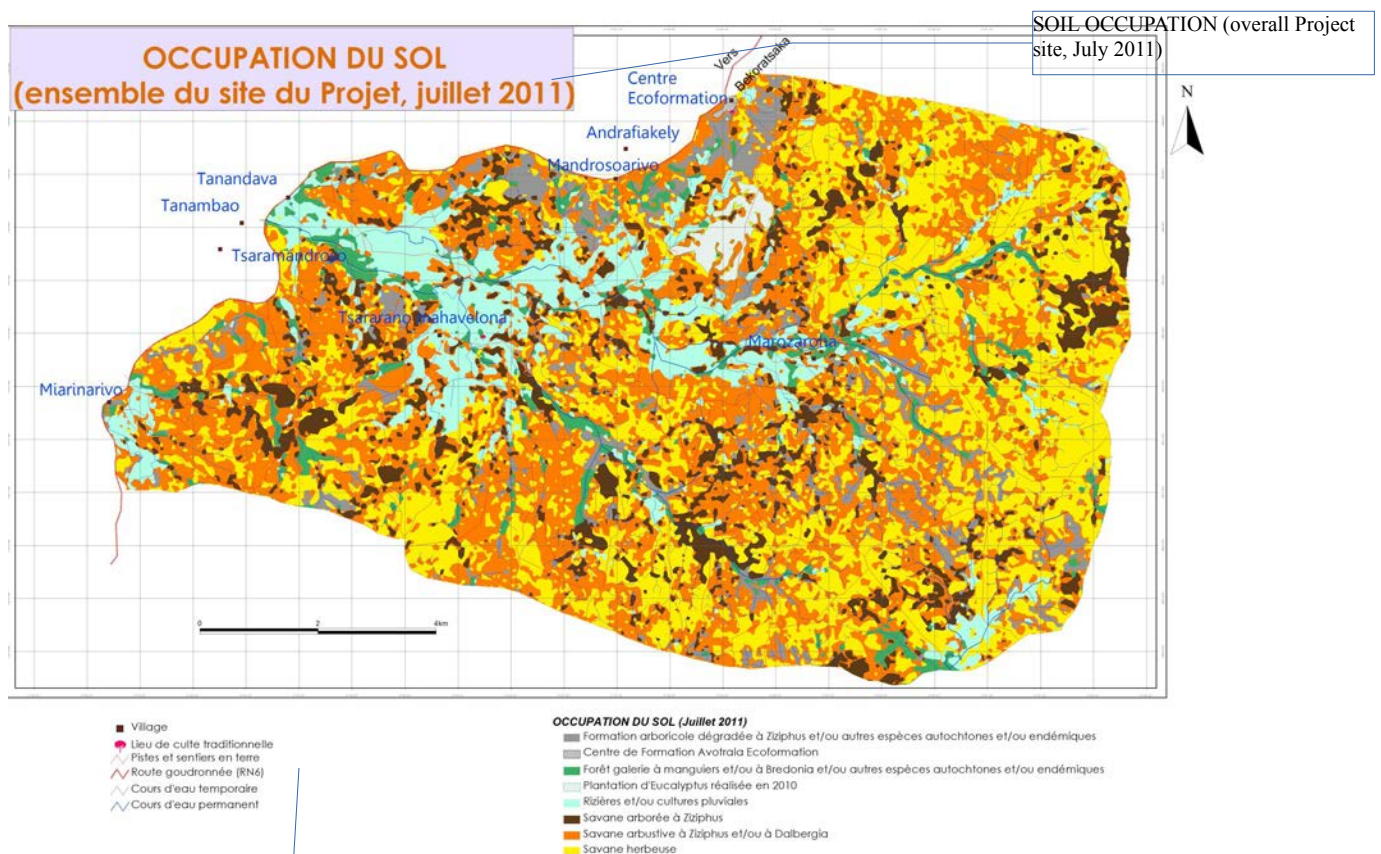 OCCUPATION DU SOL
(ensemble du site du Projet, juillet 2011)
SOIL OCCUPATION (overall Project
site, July 2011)
Vers
Bekoratsaka
Centre
Ecoformation
N
Andrafiakely
Mandrosoarivo
Tanandava
Tanambao
Tsaramandroso
Tsararano mahavelona
Marozaroha
Miarinarivo
0 2 4km
Village
Lieu de culte traditionnelle
Pistes et sentiers en terre
Route goudronnée (RN6)
Cours d'eau temporaire
Cours d'eau permanent
OCCUPATION DU SOL (Juillet 2011)
Formation arboricole dégradée à Ziziphus et/ou autres espèces autochtones et/ou endémiques
Centre de Formation Avotrala Ecoformation
Forêt galerie à manguiers et/ou à Bredonia et/ou autres espèces autochtones et/ou endémiques
Plantation d'Eucalyptus réalisée en 2010
Rizières et/ou cultures pluviales
Savane arborée à Ziziphus
Savane arbustive à Ziziphus et/ou à Dalbergia
Savane herbeuse